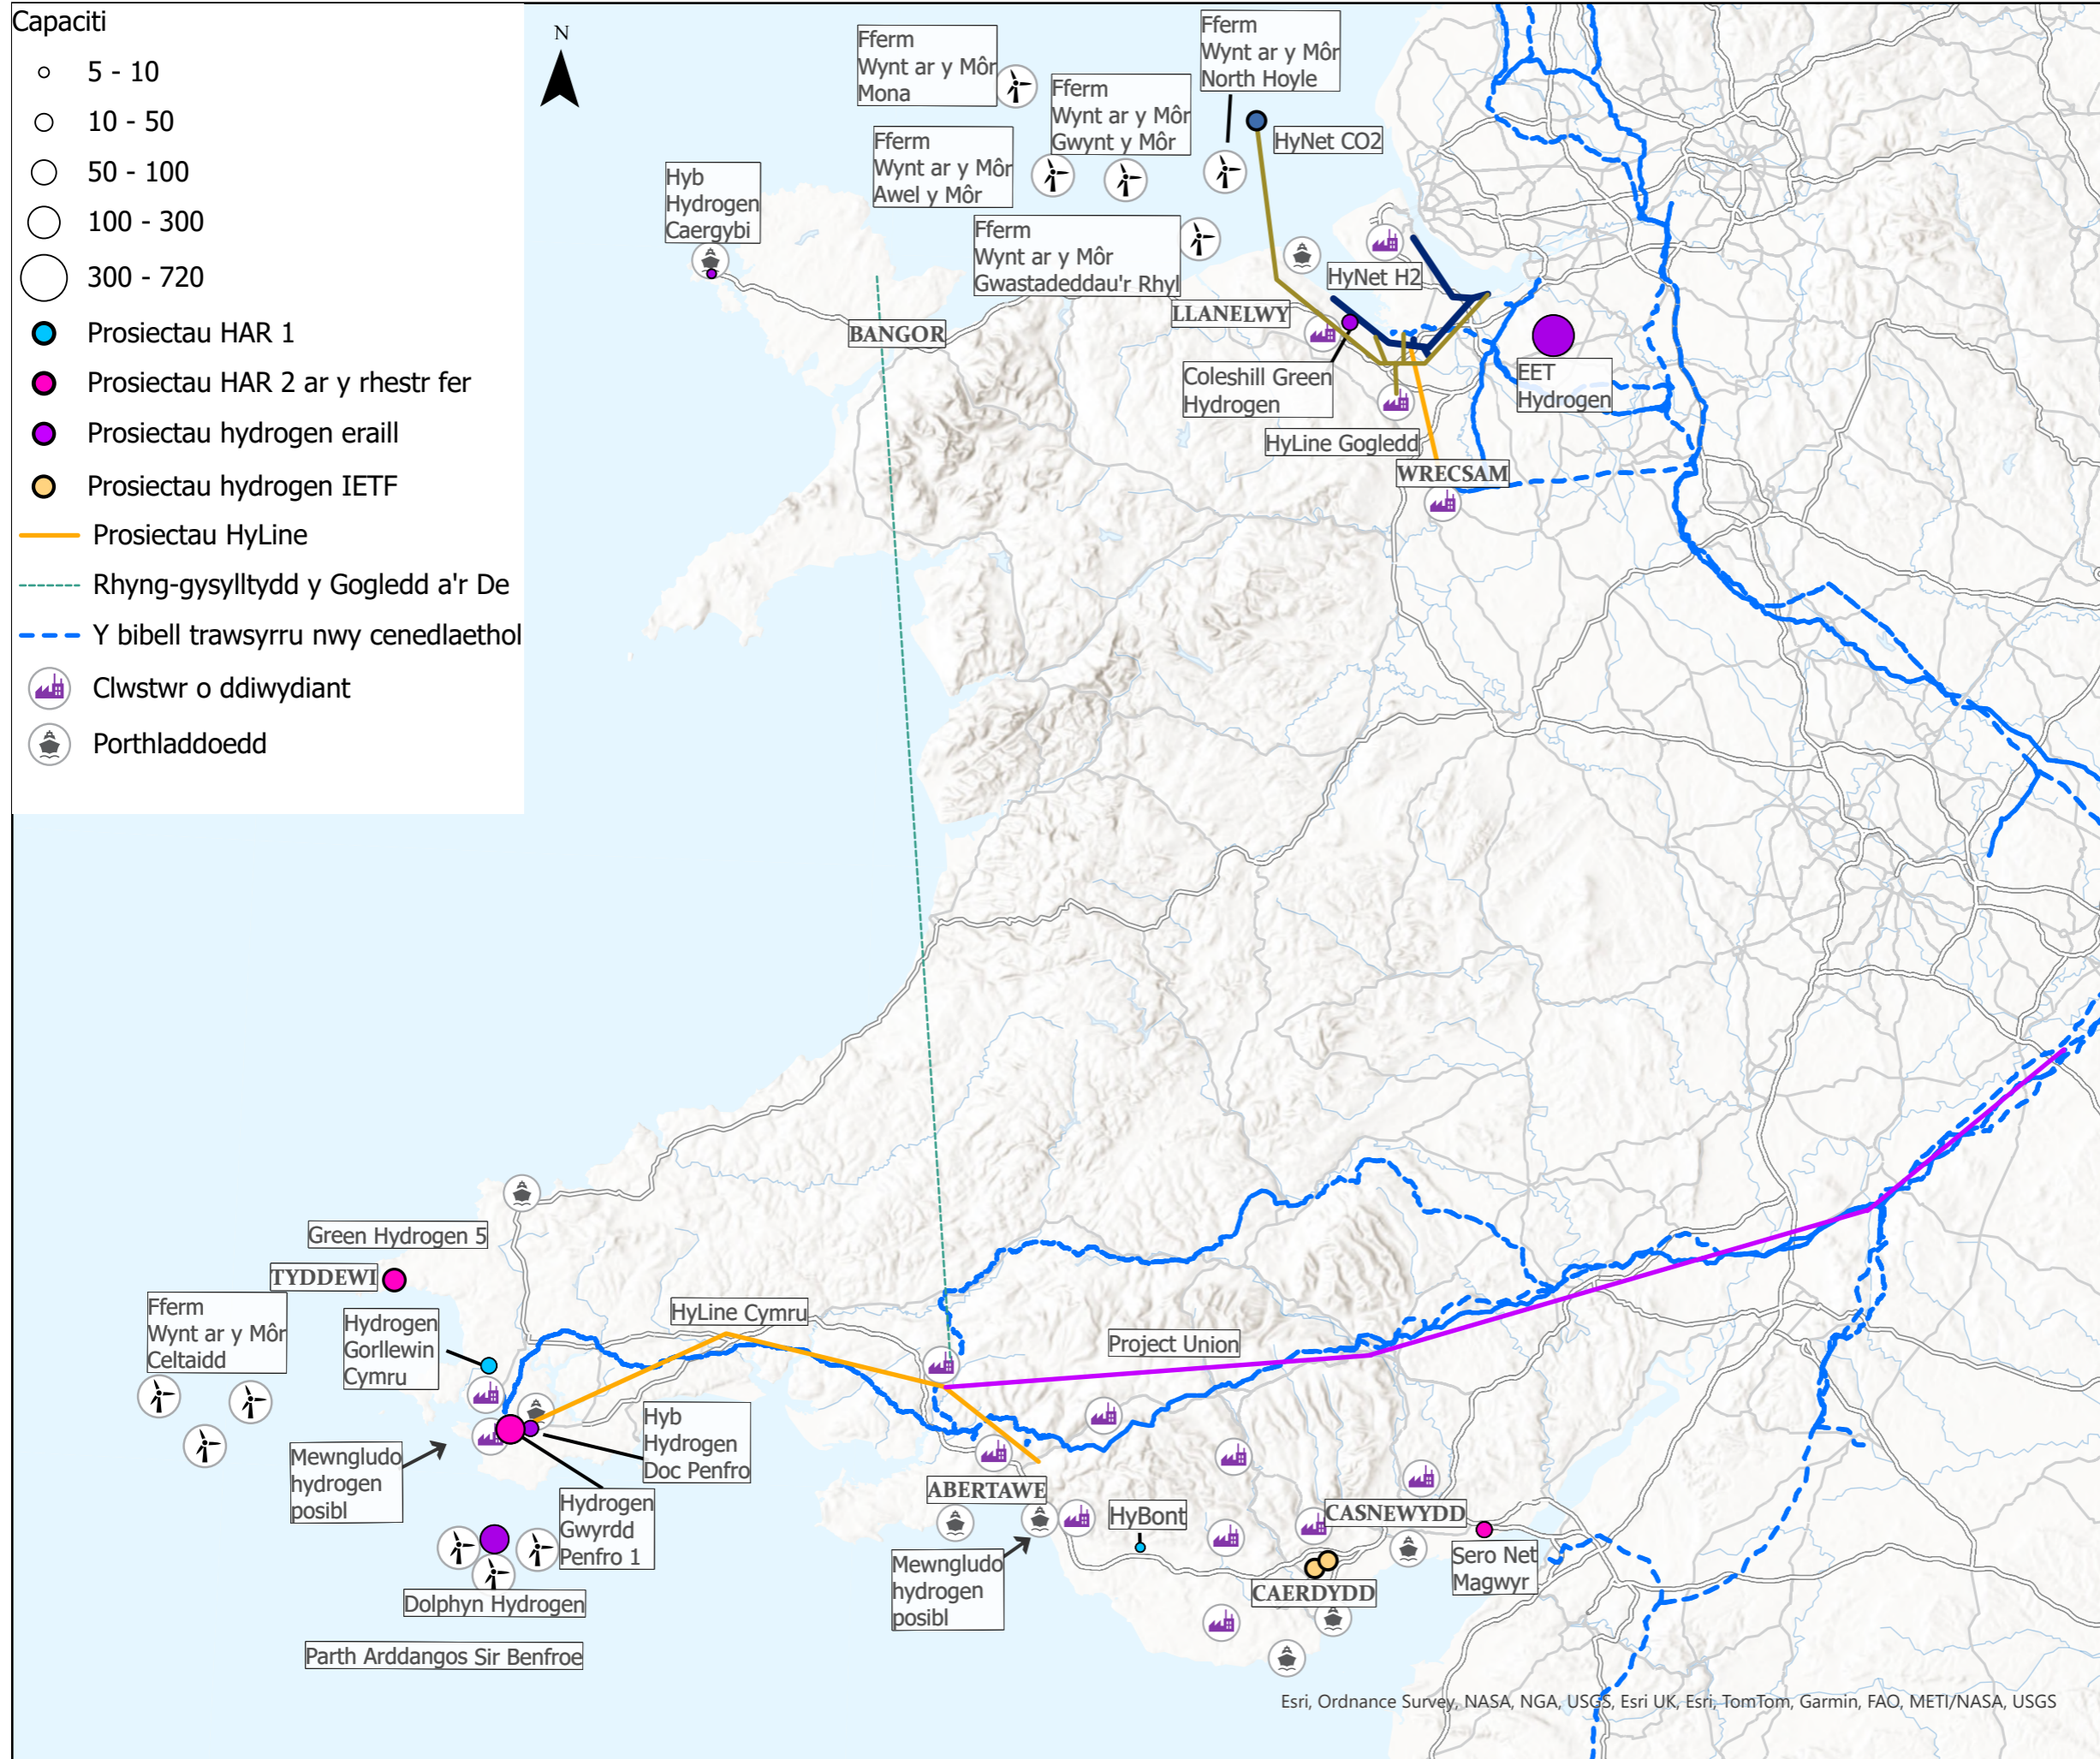 Capaciti
5 - 10
10 - 50
50 - 100
100 - 300
300 - 720
Prosiectau HAR 1
Prosiectau HAR 2 ar y rhestr fer
Prosiectau hydrogen eraill
Prosiectau hydrogen IETF
Prosiectau HyLine
Rhyng-gysylltydd y Gogledd a'r De
Y bibell trawsyrru nwy cenedlaethol
Clwstwr o ddiwydiant
Porthladdoedd
N
Fferm
Wynt ar y Môr
Mona
Fferm
Wynt ar y Môr
North Hoyle
Fferm
Wynt ar y Môr
Gwynt y Môr
HyNet CO2
Fferm
Wynt ar y Môr
Awel y Môr
Hyb
Hydrogen
Caergybi
Fferm
Wynt ar y Môr
Gwastadeddau'r Rhyl
HyNet H2
LLANELWY
BANGOR
Coleshill Green
Hydrogen
EET
Hydrogen
HyLine Gogledd
WRECSAM
Green Hydrogen 5
TYDDEWI
Fferm
Wynt ar y Môr
Celtaidd
Hydrogen
Gorllewin
Cymru
HyLine Cymru
Project Union
Hyb
Hydrogen
Doc Penfro
Mewngludo
hydrogen
posibl
Hydrogen
Gwyrdd
Penfro 1
ABERTAWE
HyBont
CASNEWYDD
Sero Net
Magwyr
Mewngludo
hydrogen
posibl
CAERDYDD
Dolphyn Hydrogen
Parth Arddangos Sir Benfroe
Esri, Ordnance Survey, NASA, NGA, USGS, Esri UK, Esri, TomTom, Garmin, FAO, METI/NASA, USGS